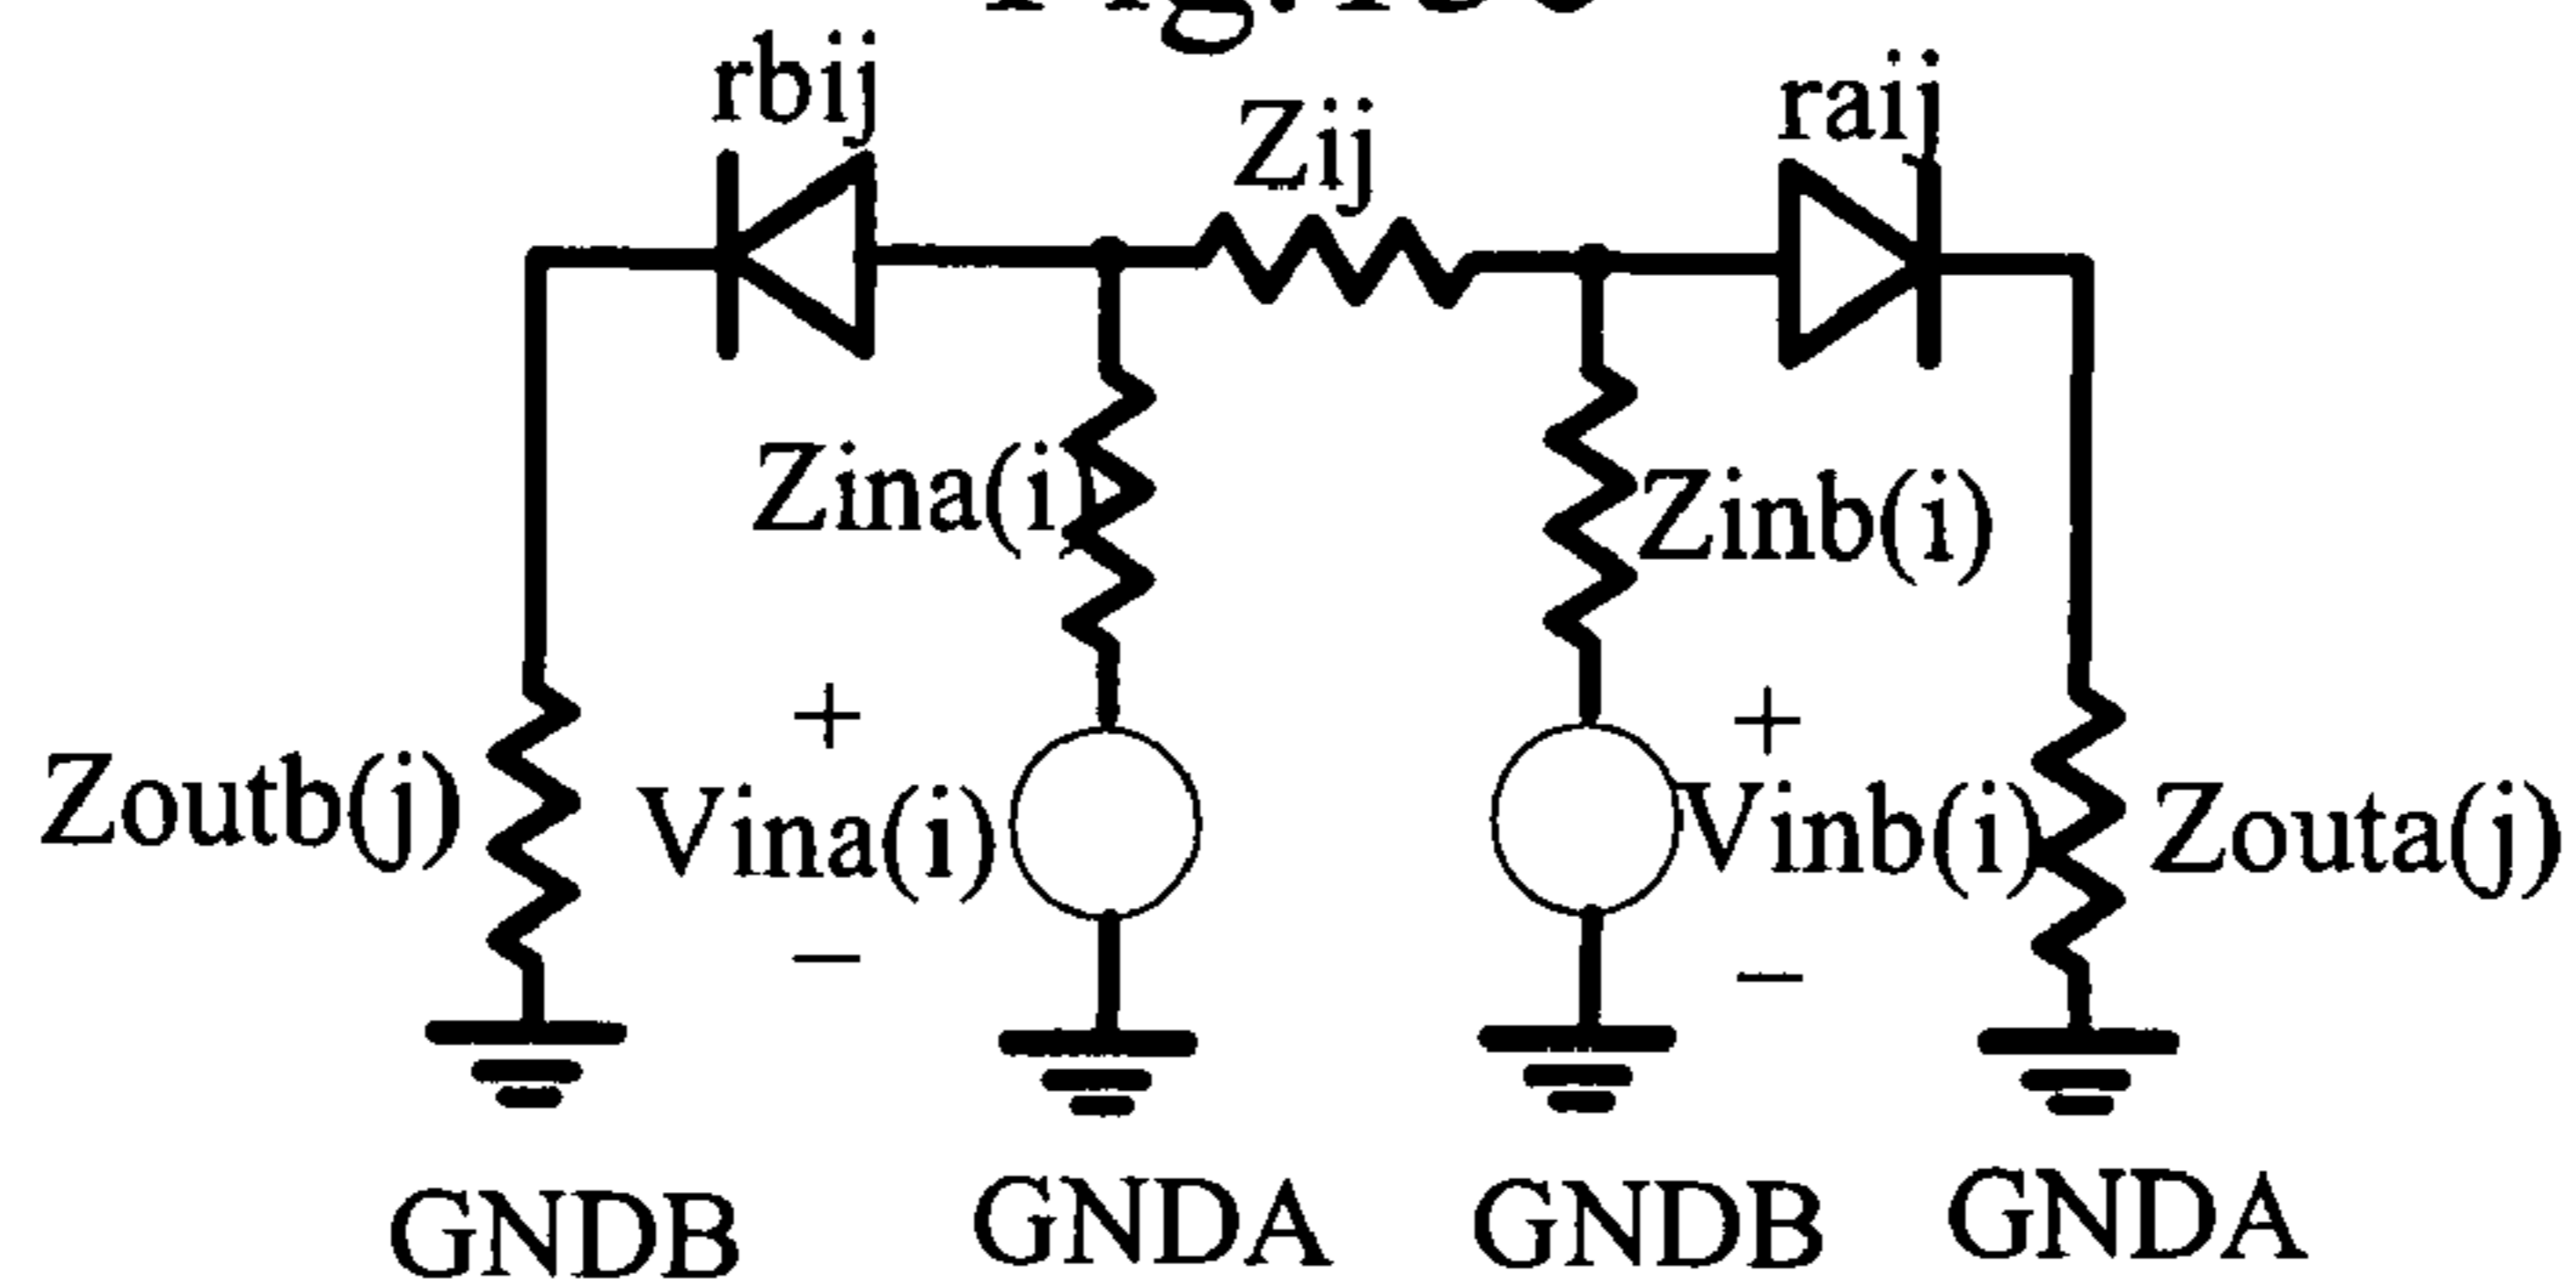 rbij
Zij
raij
Zina(i)
Zinb(i)
+
+
Zoutb(j)
Vina(i)
Vinb(i)
Zouta(j)
−
−
GNDB
GNDA
GNDB
GNDA